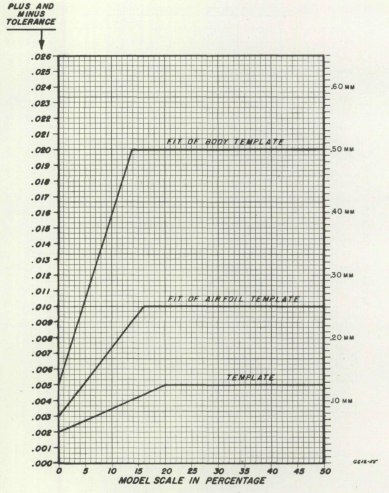 PLUS AND
MINUS
TOLERANCE
.026
.025
.024
.023
.022
.021
.020
.019
.018
.017
.016
.015
.014
.013
.012
.011
.010
.009
.008
.007
.006
.005
.004
.003
.002
.001
.000
.60 MM
.50 MM
.40 MM
.30 MM
.20 MM
.10 MM
FIT OF BODY TEMPLATE
FIT OF AIRFOIL TEMPLATE
TEMPLATE
0 5 10 15 20 25 30 35 40 45 50
MODEL SCALE IN PERCENTAGE